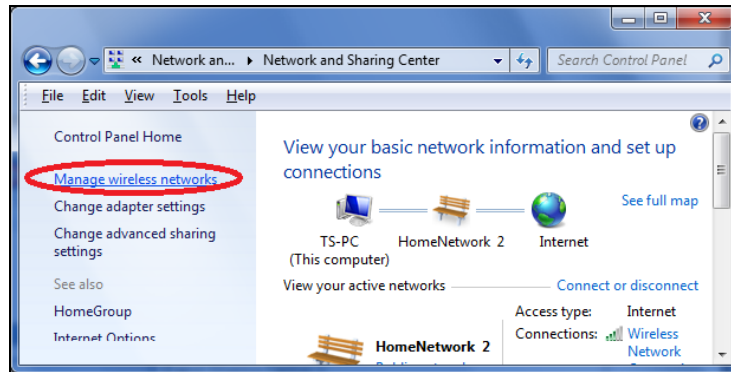 « Network an... ▸ Network and Sharing Center
Search Control Panel
File Edit View Tools Help
Control Panel Home
Manage wireless networks
Change adapter settings
Change advanced sharing
settings
See also
HomeGroup
Internet Options
View your basic network information and set up
connections
See full map
TS-PC
(This computer)
HomeNetwork 2
Internet
View your active networks
Connect or disconnect
HomeNetwork 2
Access type: Internet
Connections: Wireless
Network